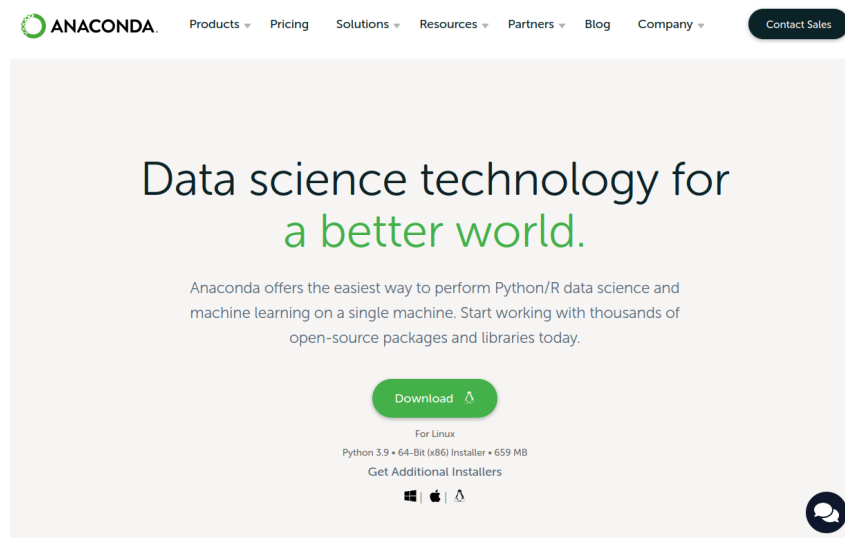 ANACONDA.
Products Pricing Solutions Resources Partners Blog Company Contact Sales
Data science technology for
a better world.
Anaconda offers the easiest way to perform Python/R data science and
machine learning on a single machine. Start working with thousands of
open-source packages and libraries today.
Download
For Linux
Python 3.9 • 64-Bit (x86) Installer • 659 MB
Get Additional Installers
| |